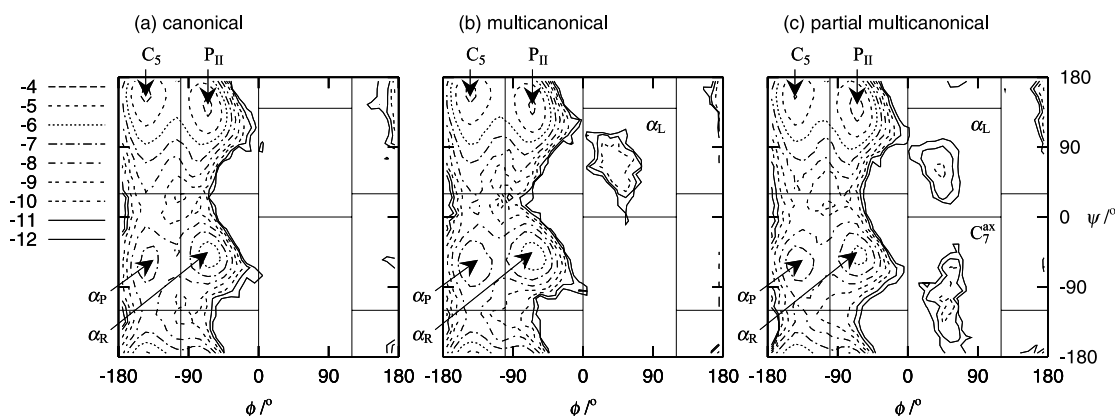 (a) canonical (b) multicanonical (c) partial multicanonical
C5 PII C5 PII C5 PII
-4
-5
-6
-7
-8
-9
-10
-11
-12
αL αL
C7ax
αP αP αP
αR αR αR
180
90
0
-90
-180
ψ/°
-180 -90 0 90 180 -90 0 90 180 -90 0 90 180
ϕ/° ϕ/° ϕ/°